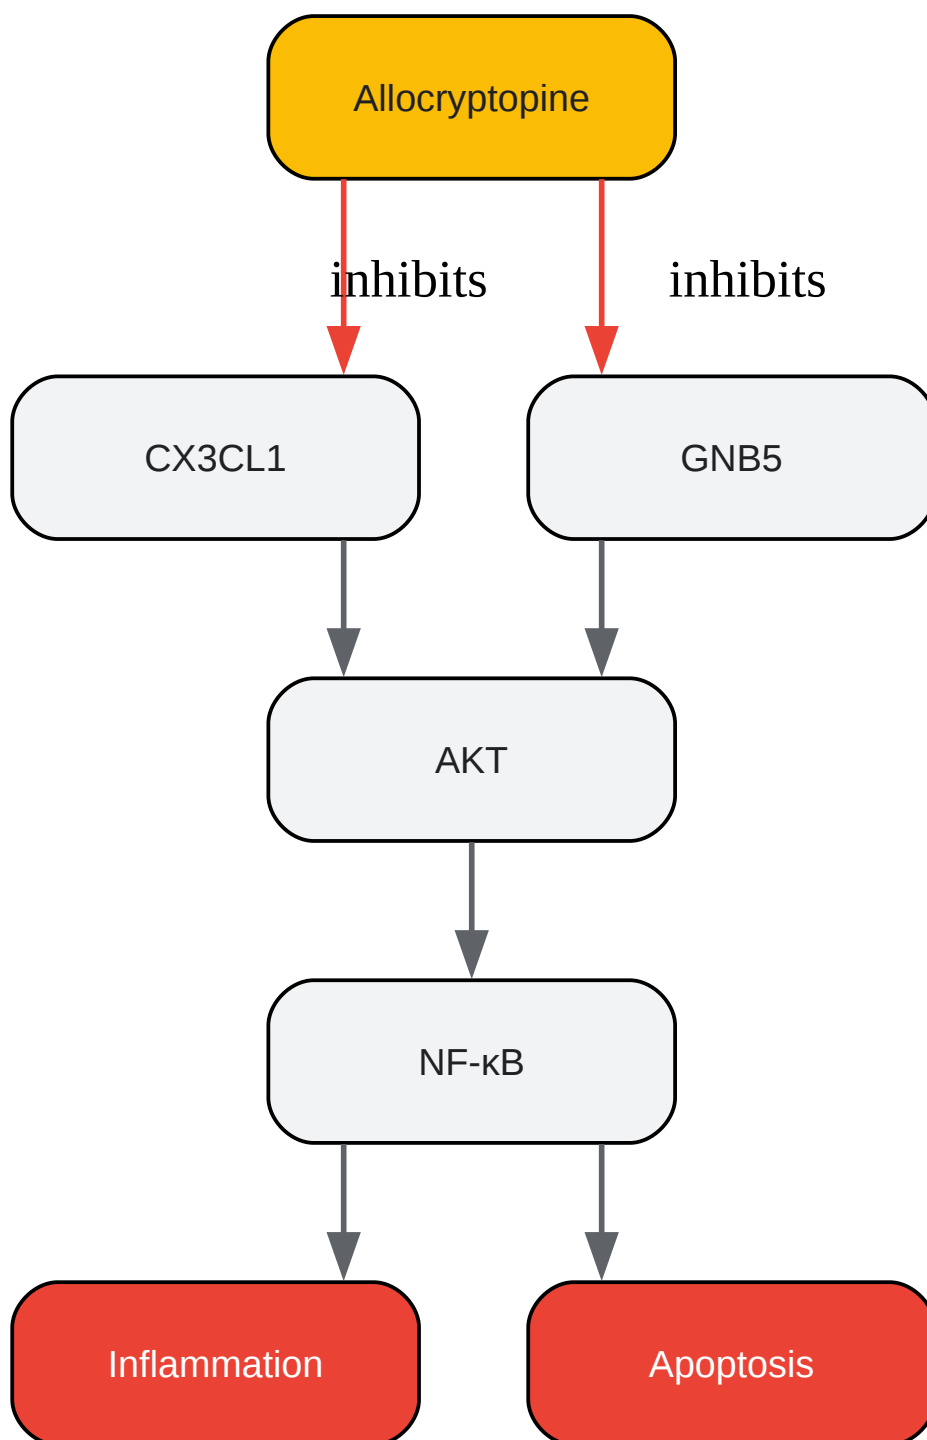 Allocryptopine
inhibits inhibits
CX3CL1 GNB5
AKT
NF-κB
Inflammation Apoptosis